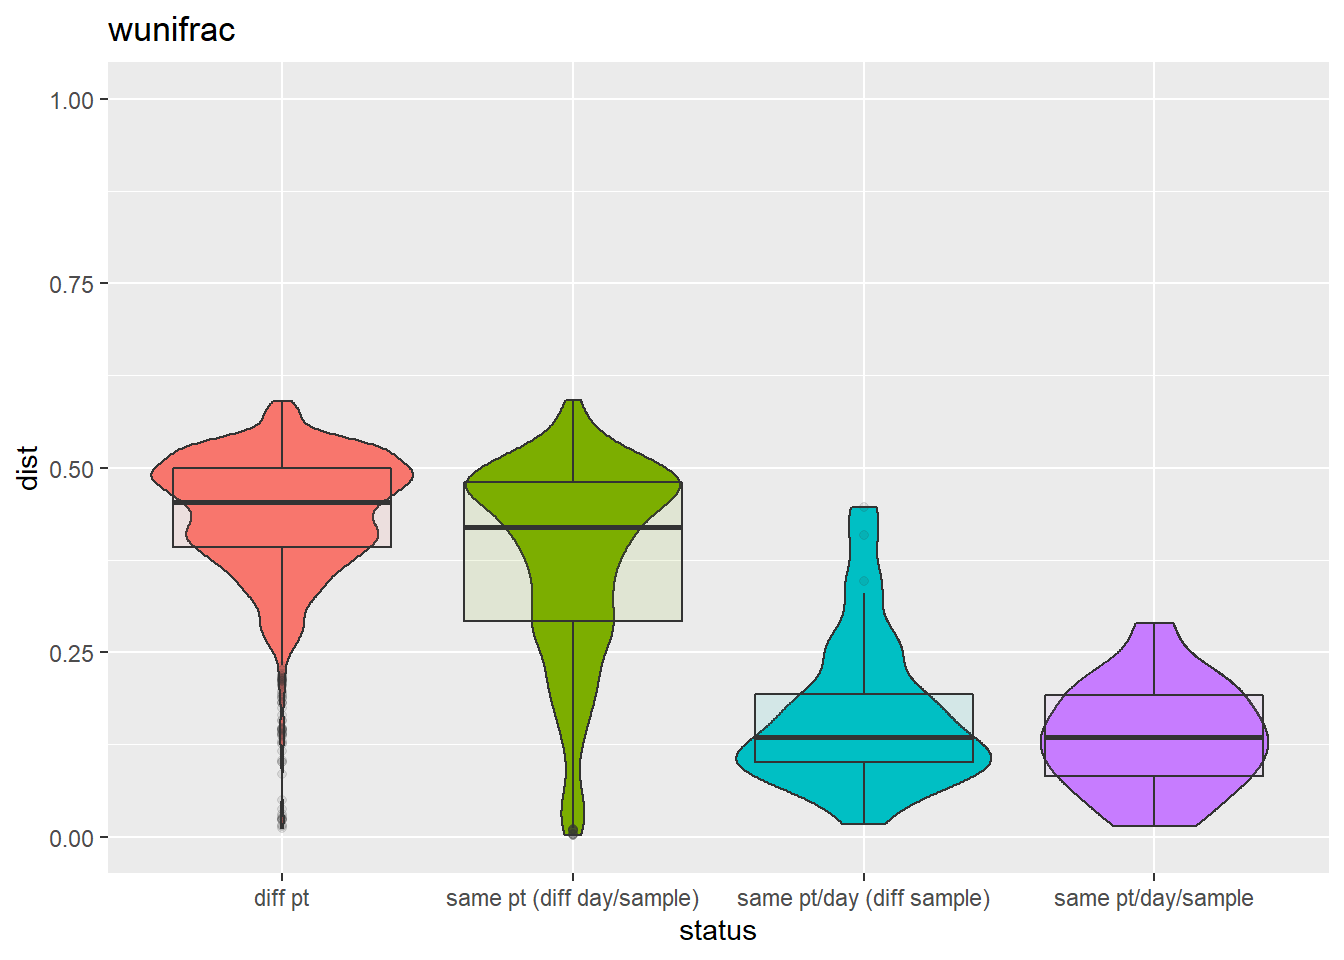 wunifrac
1.00
0.75
0.50
0.25
0.00
dist
diff pt
same pt (diff day/sample)
same pt/day (diff sample)
same pt/day/sample
status